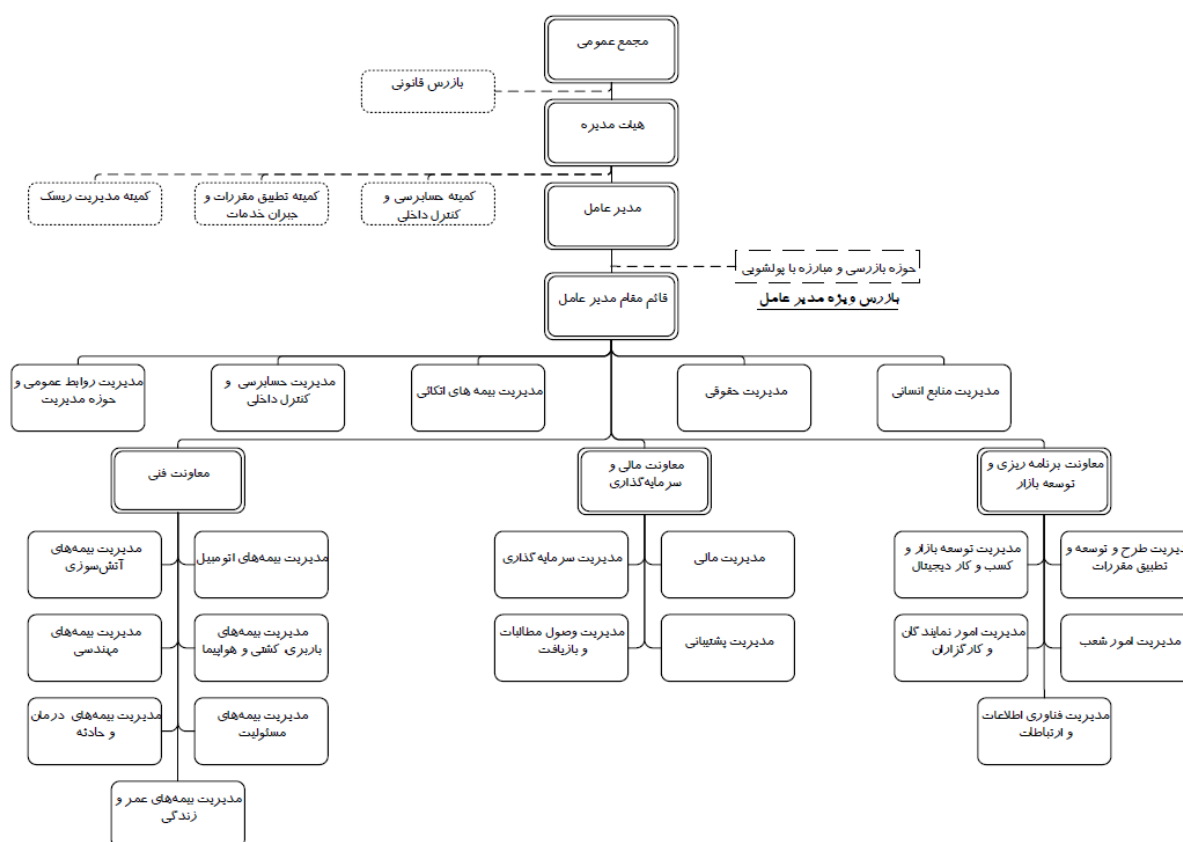 مجمع عمومی
بازرس قانونی
هیات مدیره
کمیته حسابرسی و
کنترل داخلی
کمیته تطبیق مقررات و
جبران خدمات
کمیته مدیریت ریسک
مدیر عامل
حوزه بازرسی و مبارزه با پولشویی
بازرس ویژه مدیر عامل
قائم مقام مدیر عامل
مدیریت منابع انسانی
مدیریت حقوقی
مدیریت بیمه های اتکائی
مدیریت حسابرسی و
کنترل داخلی
مدیریت روابط عمومی و
حوزه مدیریت
معاونت برنامه ریزی و
توسعه بازار
معاونت مالی و
سرمایه‌گذاری
معاونت فنی
مدیریت طرح و توسعه و
تطبیق مقررات
مدیریت توسعه بازار و
کسب و کار دیجیتال
مدیریت مالی
مدیریت سرمایه گذاری
مدیریت بیمه‌های اتومبیل
مدیریت بیمه‌های
آتش‌سوزی
مدیریت امور شعب
مدیریت امور نمایندگان
و کارگزاران
مدیریت پشتیبانی
مدیریت وصول مطالبات
و بازیافت
مدیریت بیمه‌های
باربری، کشتی و هواپیما
مدیریت بیمه‌های
مهندسی
مدیریت فناوری اطلاعات
و ارتباطات
مدیریت بیمه‌های
مسئولیت
مدیریت بیمه‌های درمان
و حادثه
مدیریت بیمه‌های عمر و
زندگی